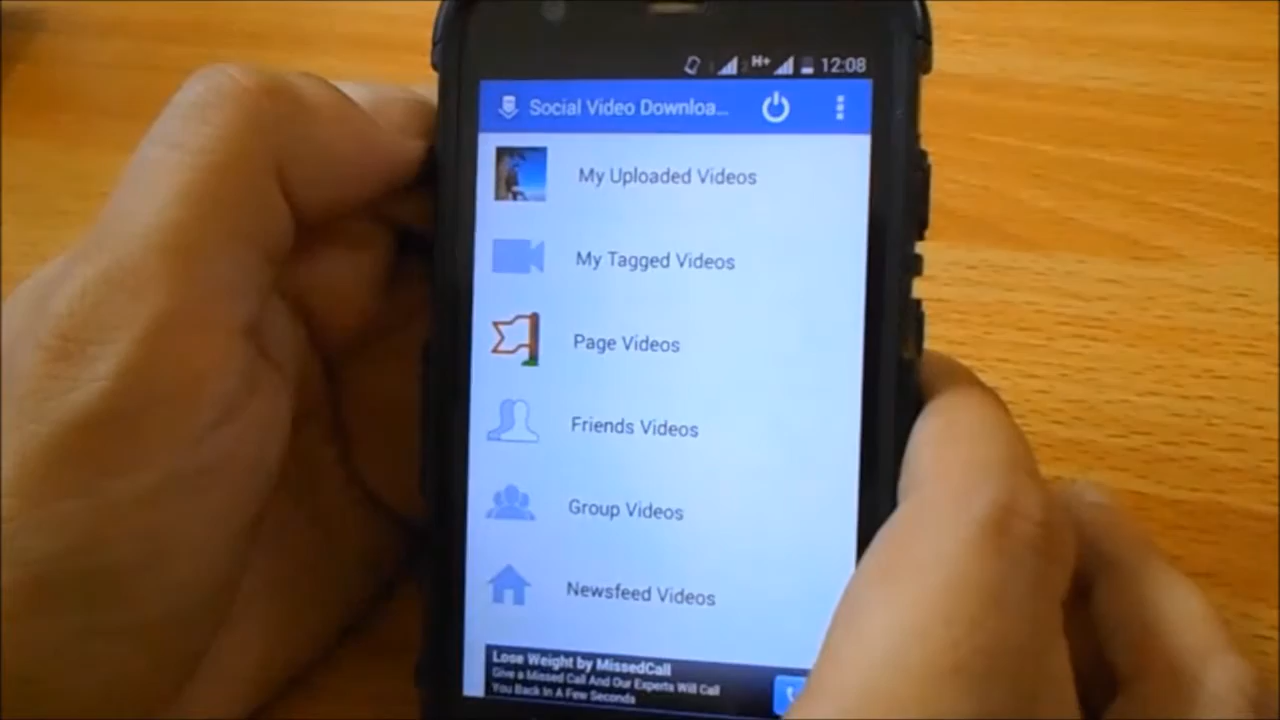 H+ 12:08
Social Video Downloa...
My Uploaded Videos
My Tagged Videos
Page Videos
Friends Videos
Group Videos
Newsfeed Videos
Lose Weight by MissedCall
Give a Missed Call And Our Experts Will Call
You Back In A Few Seconds